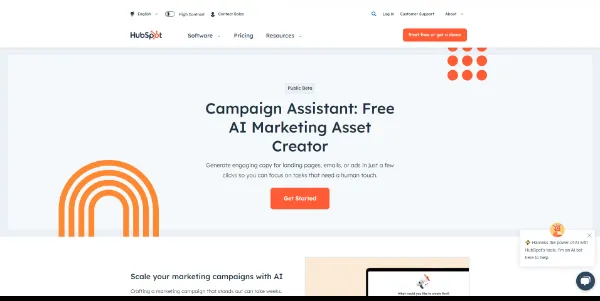 English
High Contrast
Contact Sales
Log in
Customer Support
About
HubSpot
Software
Pricing
Resources
Start free or get a demo
Public Beta
Campaign Assistant: Free
AI Marketing Asset
Creator
Generate engaging copy for landing pages, emails, or ads in just a few
clicks so you can focus on tasks that need a human touch.
Get Started
Harness the power of AI with
HubSpot's tools. I'm an AI bot
here to help.
Scale your marketing campaigns with AI
Crafting a marketing campaign that stands out can take weeks.
What would you like to create first?